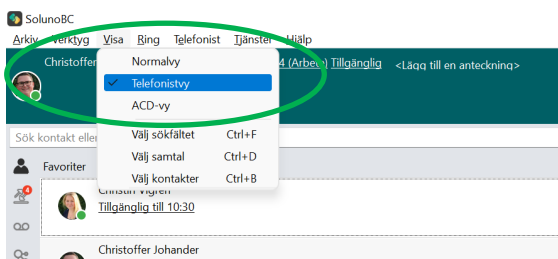 SolunoBC
Arkiv Verktyg Visa Ring Telefonist Tjänster Hjälp
Christoffer 4 (Arbete) Tillgänglig <Lägg till en anteckning>
Normalvy
Telefonistvy
ACD-vy
Välj sökfältet Ctrl+F
Välj samtal Ctrl+D
Välj kontakter Ctrl+B
Sök kontakt eller
Favoriter
4
Christin Vigren
Tillgänglig till 10:30
Christoffer Johander